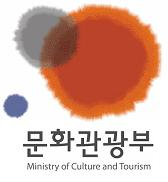 문화관광부
Ministry of Culture and Tourism